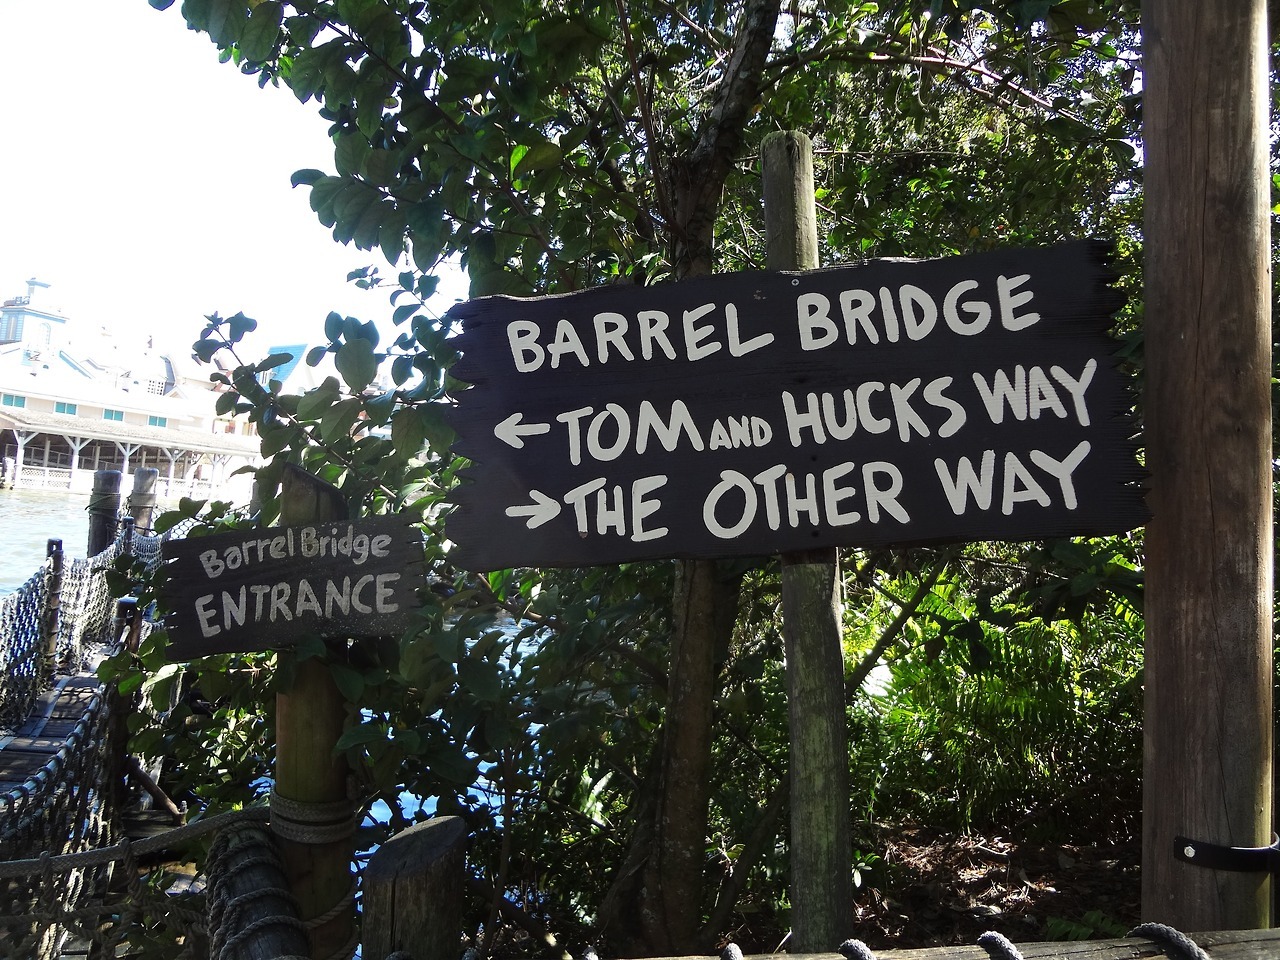 BARREL BRIDGE
← TOM AND HUCKS WAY
→ THE OTHER WAY
Barrel Bridge
ENTRANCE